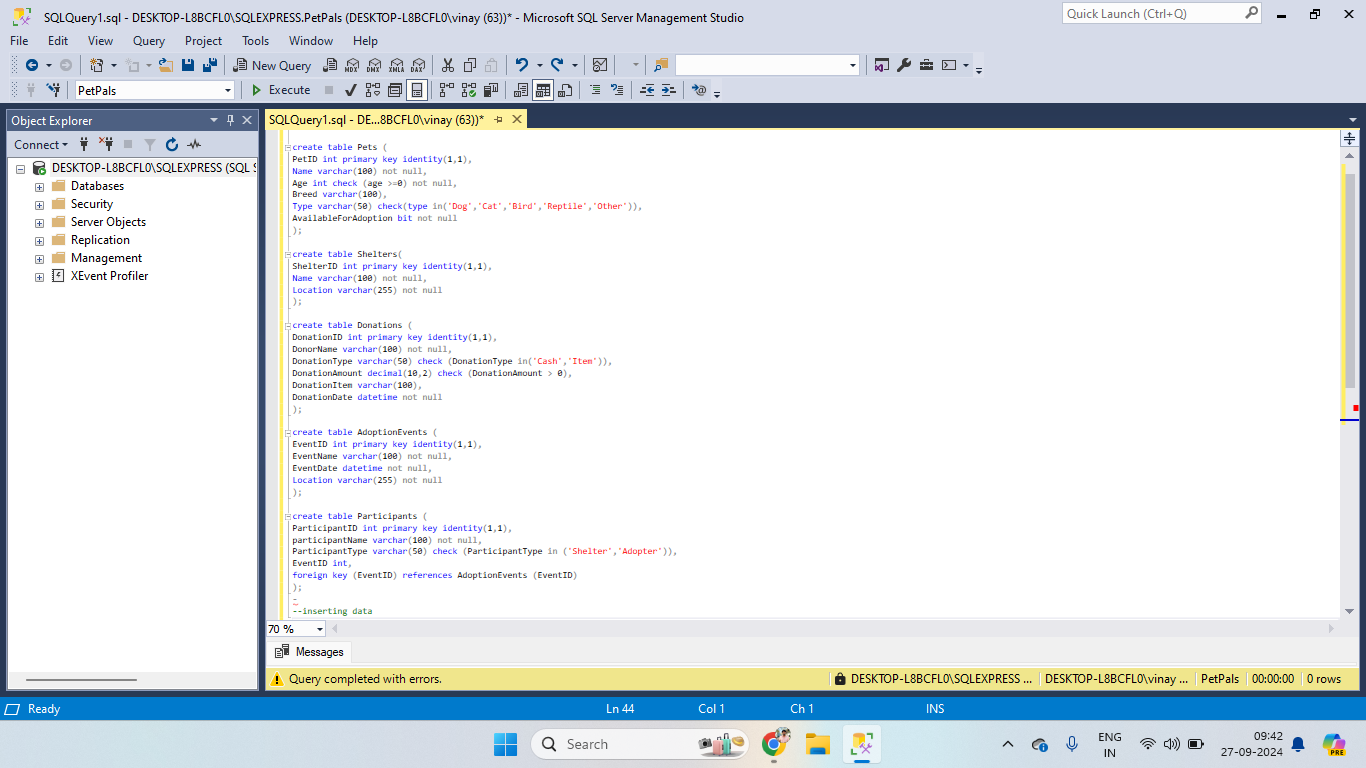 SQLQuery1.sql - DESKTOP-L8BCFL0\SQLEXPRESS.PetPals (DESKTOP-L8BCFL0\vinay (63))* - Microsoft SQL Server Management Studio
Quick Launch (Ctrl+Q)
File Edit View Query Project Tools Window Help
New Query
MDX DMX XMLA DAX
PetPals
Execute
Object Explorer
SQLQuery1.sql - DE...8BCFL0\vinay (63))*
Connect
DESKTOP-L8BCFL0\SQLEXPRESS (SQL S
Databases
Security
Server Objects
Replication
Management
XEvent Profiler
create table Pets (
PetID int primary key identity(1,1),
Name varchar(100) not null,
Age int check (age >=0) not null,
Breed varchar(100),
Type varchar(50) check(type in('Dog','Cat','Bird','Reptile','Other')),
AvailableForAdoption bit not null
);
create table Shelters(
ShelterID int primary key identity(1,1),
Name varchar(100) not null,
Location varchar(255) not null
);
create table Donations (
DonationID int primary key identity(1,1),
DonorName varchar(100) not null,
DonationType varchar(50) check (DonationType in('Cash','Item')),
DonationAmount decimal(10,2) check (DonationAmount > 0),
DonationItem varchar(100),
DonationDate datetime not null
);
create table AdoptionEvents (
EventID int primary key identity(1,1),
EventName varchar(100) not null,
EventDate datetime not null,
Location varchar(255) not null
);
create table Participants (
ParticipantID int primary key identity(1,1),
participantName varchar(100) not null,
ParticipantType varchar(50) check (ParticipantType in ('Shelter','Adopter')),
EventID int,
foreign key (EventID) references AdoptionEvents (EventID)
);
-
--inserting data
70 %
Messages
Query completed with errors.
DESKTOP-L8BCFL0\SQLEXPRESS ... DESKTOP-L8BCFL0\vinay ... PetPals 00:00:00 0 rows
Ready
Ln 44 Col 1 Ch 1 INS
Search
ENG
IN
09:42
27-09-2024
PRE